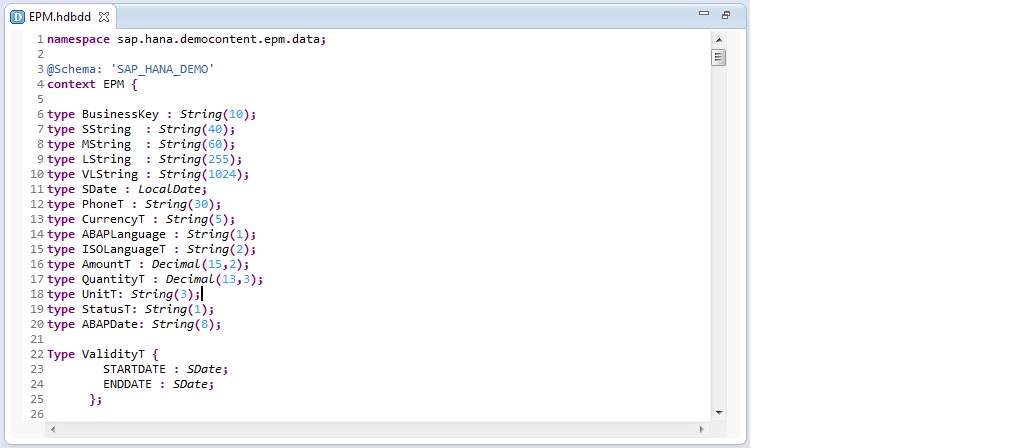 EPM.hdbdd
1 namespace sap.hana.democontent.epm.data;
2
3 @Schema: 'SAP_HANA_DEMO'
4 context EPM {
5
6 type BusinessKey : String(10);
7 type SString  : String(40);
8 type MString  : String(60);
9 type LString  : String(255);
10 type VLString : String(1024);
11 type SDate : LocalDate;
12 type PhoneT : String(30);
13 type CurrencyT : String(5);
14 type ABAPLanguage : String(1);
15 type ISOLanguageT : String(2);
16 type AmountT : Decimal(15,2);
17 type QuantityT : Decimal(13,3);
18 type UnitT: String(3);
19 type StatusT: String(1);
20 type ABAPDate: String(8);
21
22 Type ValidityT {
23         STARTDATE : SDate;
24         ENDDATE : SDate;
25       };
26